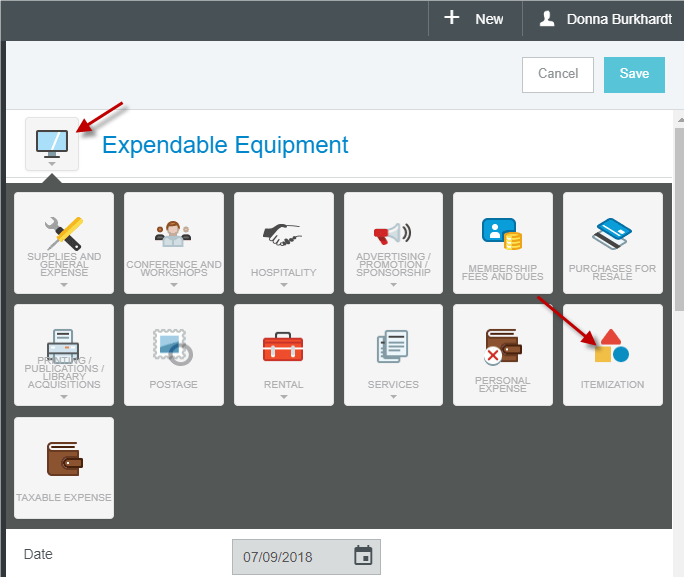 New
Donna Burkhardt
Cancel
Save
Expendable Equipment
SUPPLIES AND
GENERAL
EXPENSE
CONFERENCE AND
WORKSHOPS
HOSPITALITY
ADVERTISING /
PROMOTION /
SPONSORSHIP
MEMBERSHIP
FEES AND DUES
PURCHASES FOR
RESALE
PRINTING /
PUBLICATIONS /
LIBRARY
ACQUISITIONS
POSTAGE
RENTAL
SERVICES
PERSONAL
EXPENSE
ITEMIZATION
TAXABLE EXPENSE
Date
07/09/2018